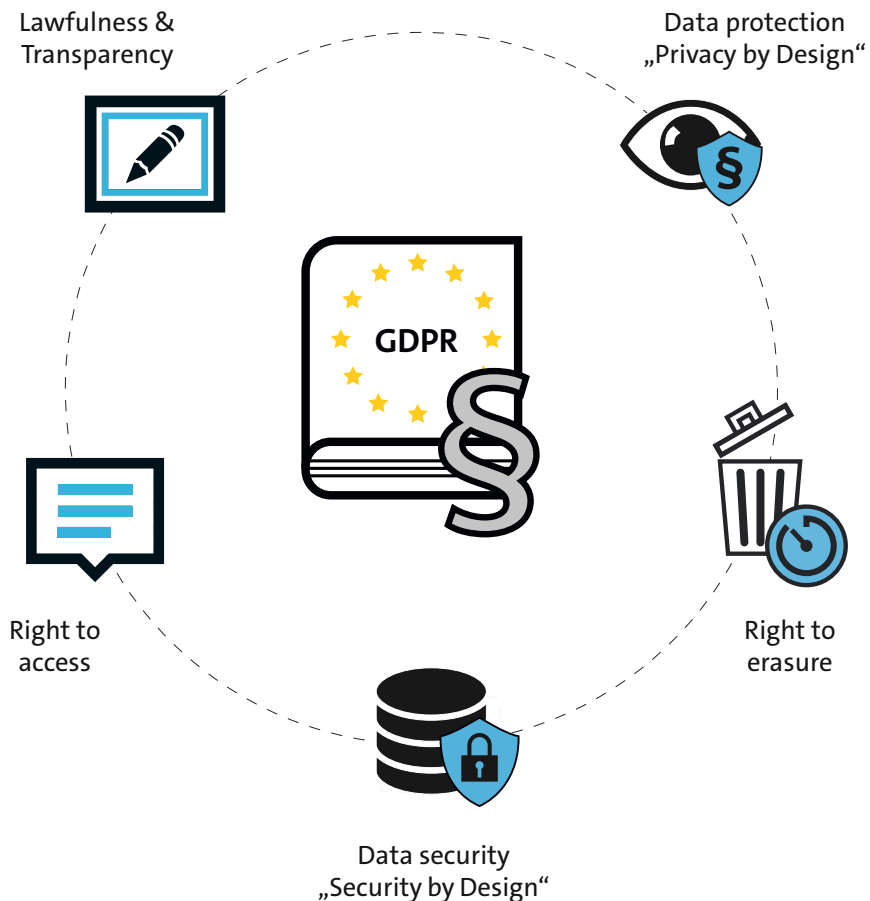 Lawfulness &
Transparency
Data protection
„Privacy by Design“
§
GDPR
§
Right to
access
Right to
erasure
Data security
„Security by Design“